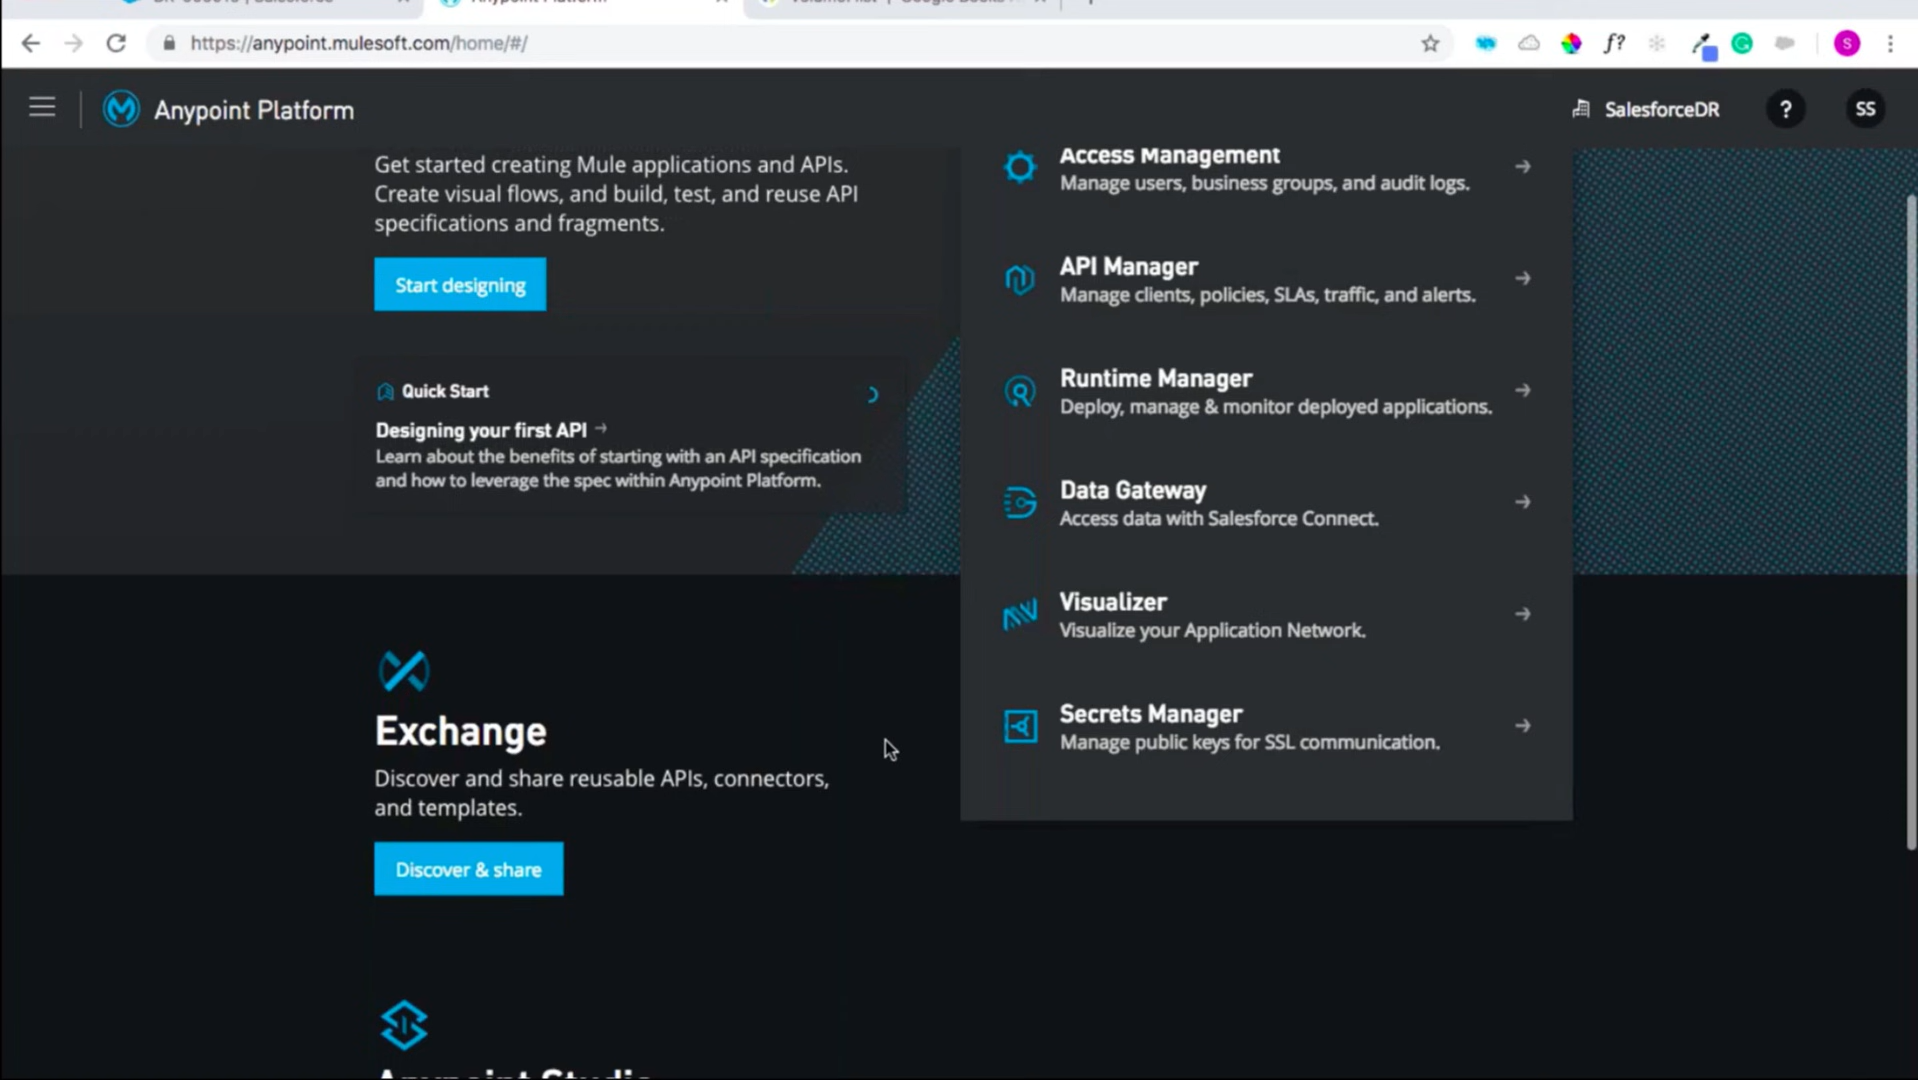 https://anypoint.mulesoft.com/home/#/
f?
S
Anypoint Platform
SalesforceDR
?
SS
Get started creating Mule applications and APIs.
Create visual flows, and build, test, and reuse API
specifications and fragments.
Start designing
Quick Start
Designing your first API →
Learn about the benefits of starting with an API specification
and how to leverage the spec within Anypoint Platform.
Access Management
Manage users, business groups, and audit logs.
API Manager
Manage clients, policies, SLAs, traffic, and alerts.
Runtime Manager
Deploy, manage & monitor deployed applications.
Data Gateway
Access data with Salesforce Connect.
Visualizer
Visualize your Application Network.
Secrets Manager
Manage public keys for SSL communication.
Exchange
Discover and share reusable APIs, connectors,
and templates.
Discover & share
Anypoint Studio